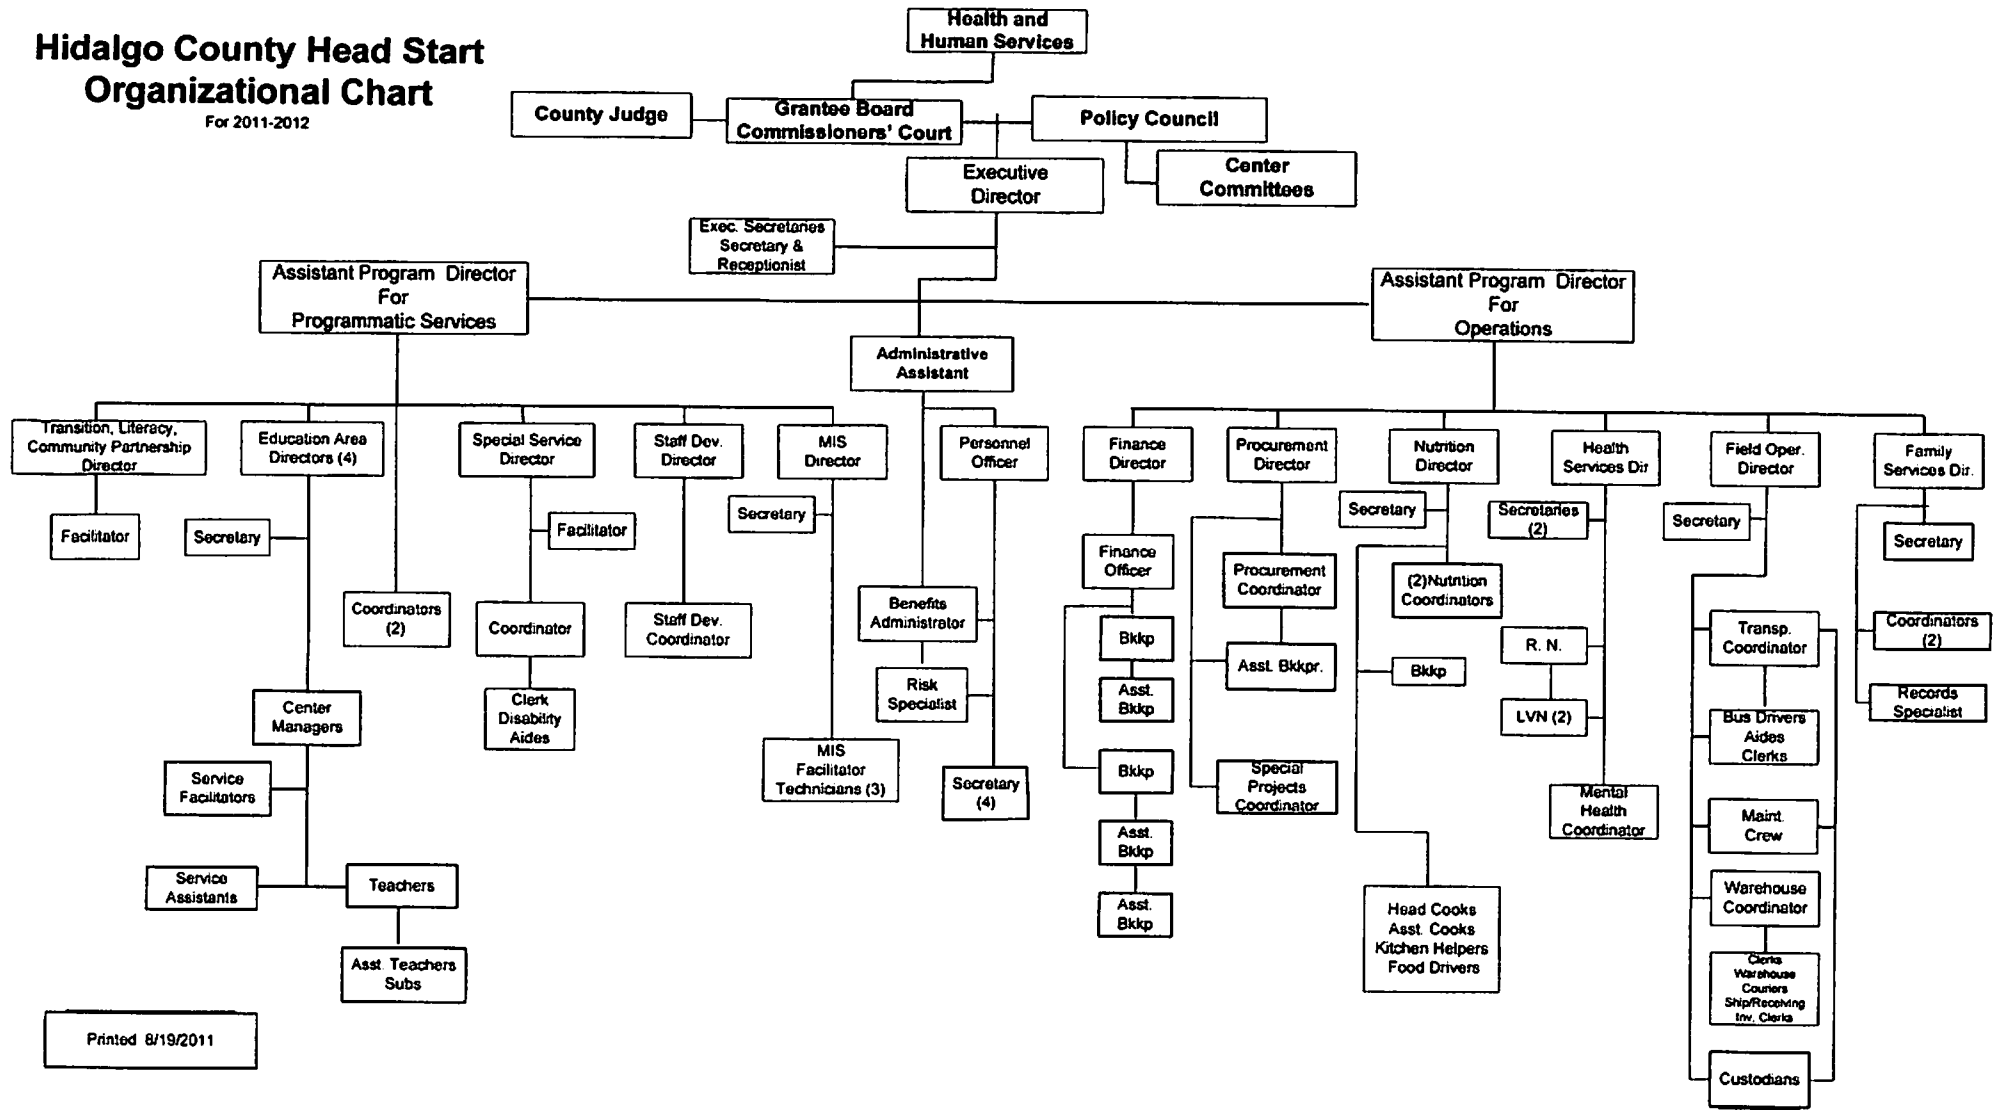 Hidalgo County Head Start
Organizational Chart
For 2011-2012
Health and
Human Services
County Judge
Grantee Board
Commissioners' Court
Policy Council
Center
Committees
Executive
Director
Exec. Secretaries
Secretary &
Receptionist
Assistant Program Director
For
Programmatic Services
Assistant Program Director
For
Operations
Administrative
Assistant
Transition, Literacy,
Community Partnership
Director
Education Area
Directors (4)
Special Service
Director
Staff Dev.
Director
MIS
Director
Personnel
Officer
Finance
Director
Procurement
Director
Nutrition
Director
Health
Services Dir
Field Oper.
Director
Family
Services Dir.
Facilitator
Secretary
Coordinators
(2)
Facilitator
Coordinator
Clerk
Disability
Aides
Staff Dev.
Coordinator
Secretary
MIS
Facilitator
Technicians (3)
Benefits
Administrator
Risk
Specialist
Secretary
(4)
Center
Managers
Service
Facilitators
Service
Assistants
Teachers
Asst. Teachers
Subs
Finance
Officer
Bkkp
Asst.
Bkkp
Bkkp
Asst.
Bkkp
Asst.
Bkkp
Procurement
Coordinator
Asst. Bkkpr.
Special
Projects
Coordinator
Secretary
(2)Nutrition
Coordinators
Bkkp
Head Cooks
Asst. Cooks
Kitchen Helpers
Food Drivers
Secretaries
(2)
R. N.
LVN (2)
Mental
Health
Coordinator
Secretary
Transp.
Coordinator
Bus Drivers
Aides
Clerks
Maint.
Crew
Warehouse
Coordinator
Clerks
Warehouse
Couriers
Ship/Receiving
Inv. Clerks
Custodians
Secretary
Coordinators
(2)
Records
Specialist
Printed 8/19/2011